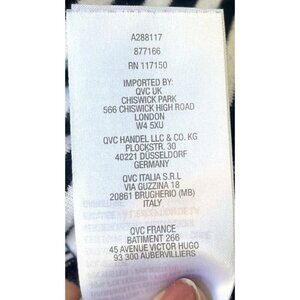 A288117
877166
RN 117150
IMPORTED BY:
QVC UK
CHISWICK PARK
566 CHISWICK HIGH ROAD
LONDON
W4 5XU
QVC HANDEL LLC & CO. KG
PLOCKSTR. 30
40221 DÜSSELDORF
GERMANY
QVC ITALIA S.R.L
VIA GUZZINA 18
20861 BRUGHERIO (MB)
ITALY
QVC FRANCE
BATIMENT 266
45 AVENUE VICTOR HUGO
93 300 AUBERVILLIERS